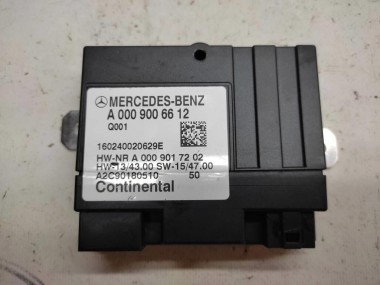 MERCEDES-BENZ
A 000 900 66 12
Q001
160240020629E
HW-NR A 000 901 72 02
HW-13/43.00 SW-15/47.00
A2C90180510 50
Continental